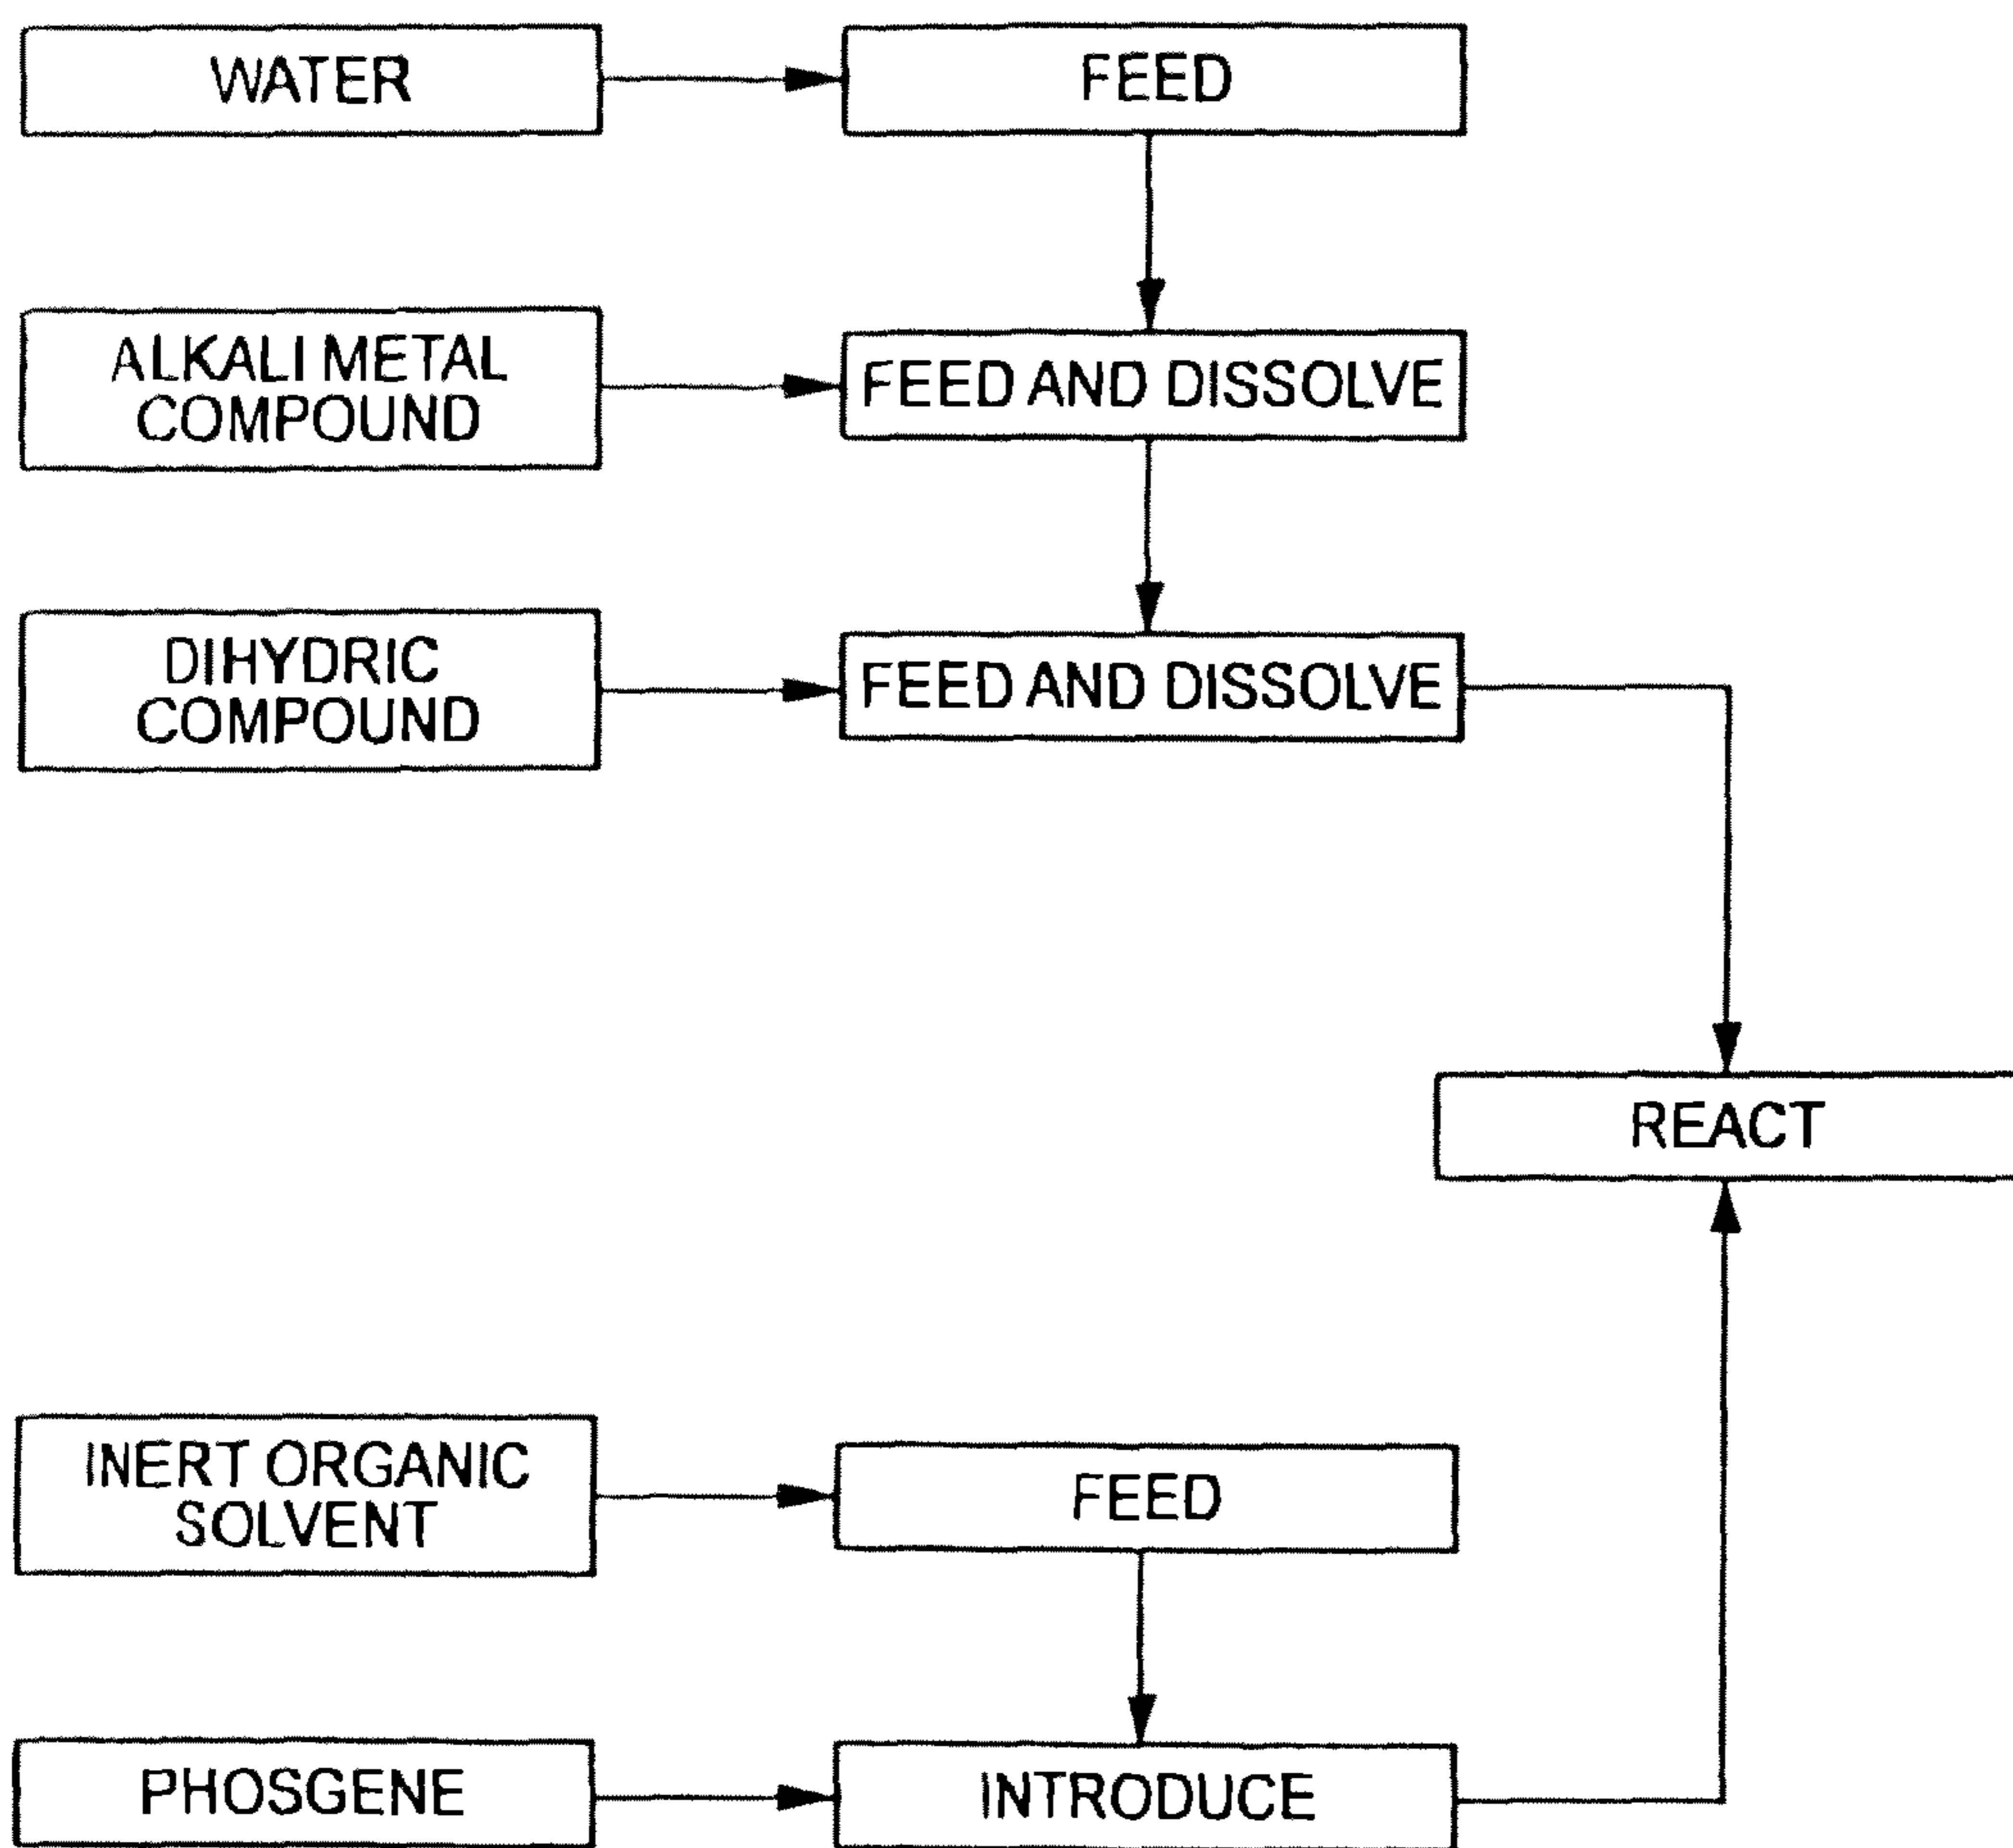 WATER
FEED
ALKALI METAL
COMPOUND
FEED AND DISSOLVE
DIHYDRIC
COMPOUND
FEED AND DISSOLVE
REACT
INERT ORGANIC
SOLVENT
FEED
PHOSGENE
INTRODUCE